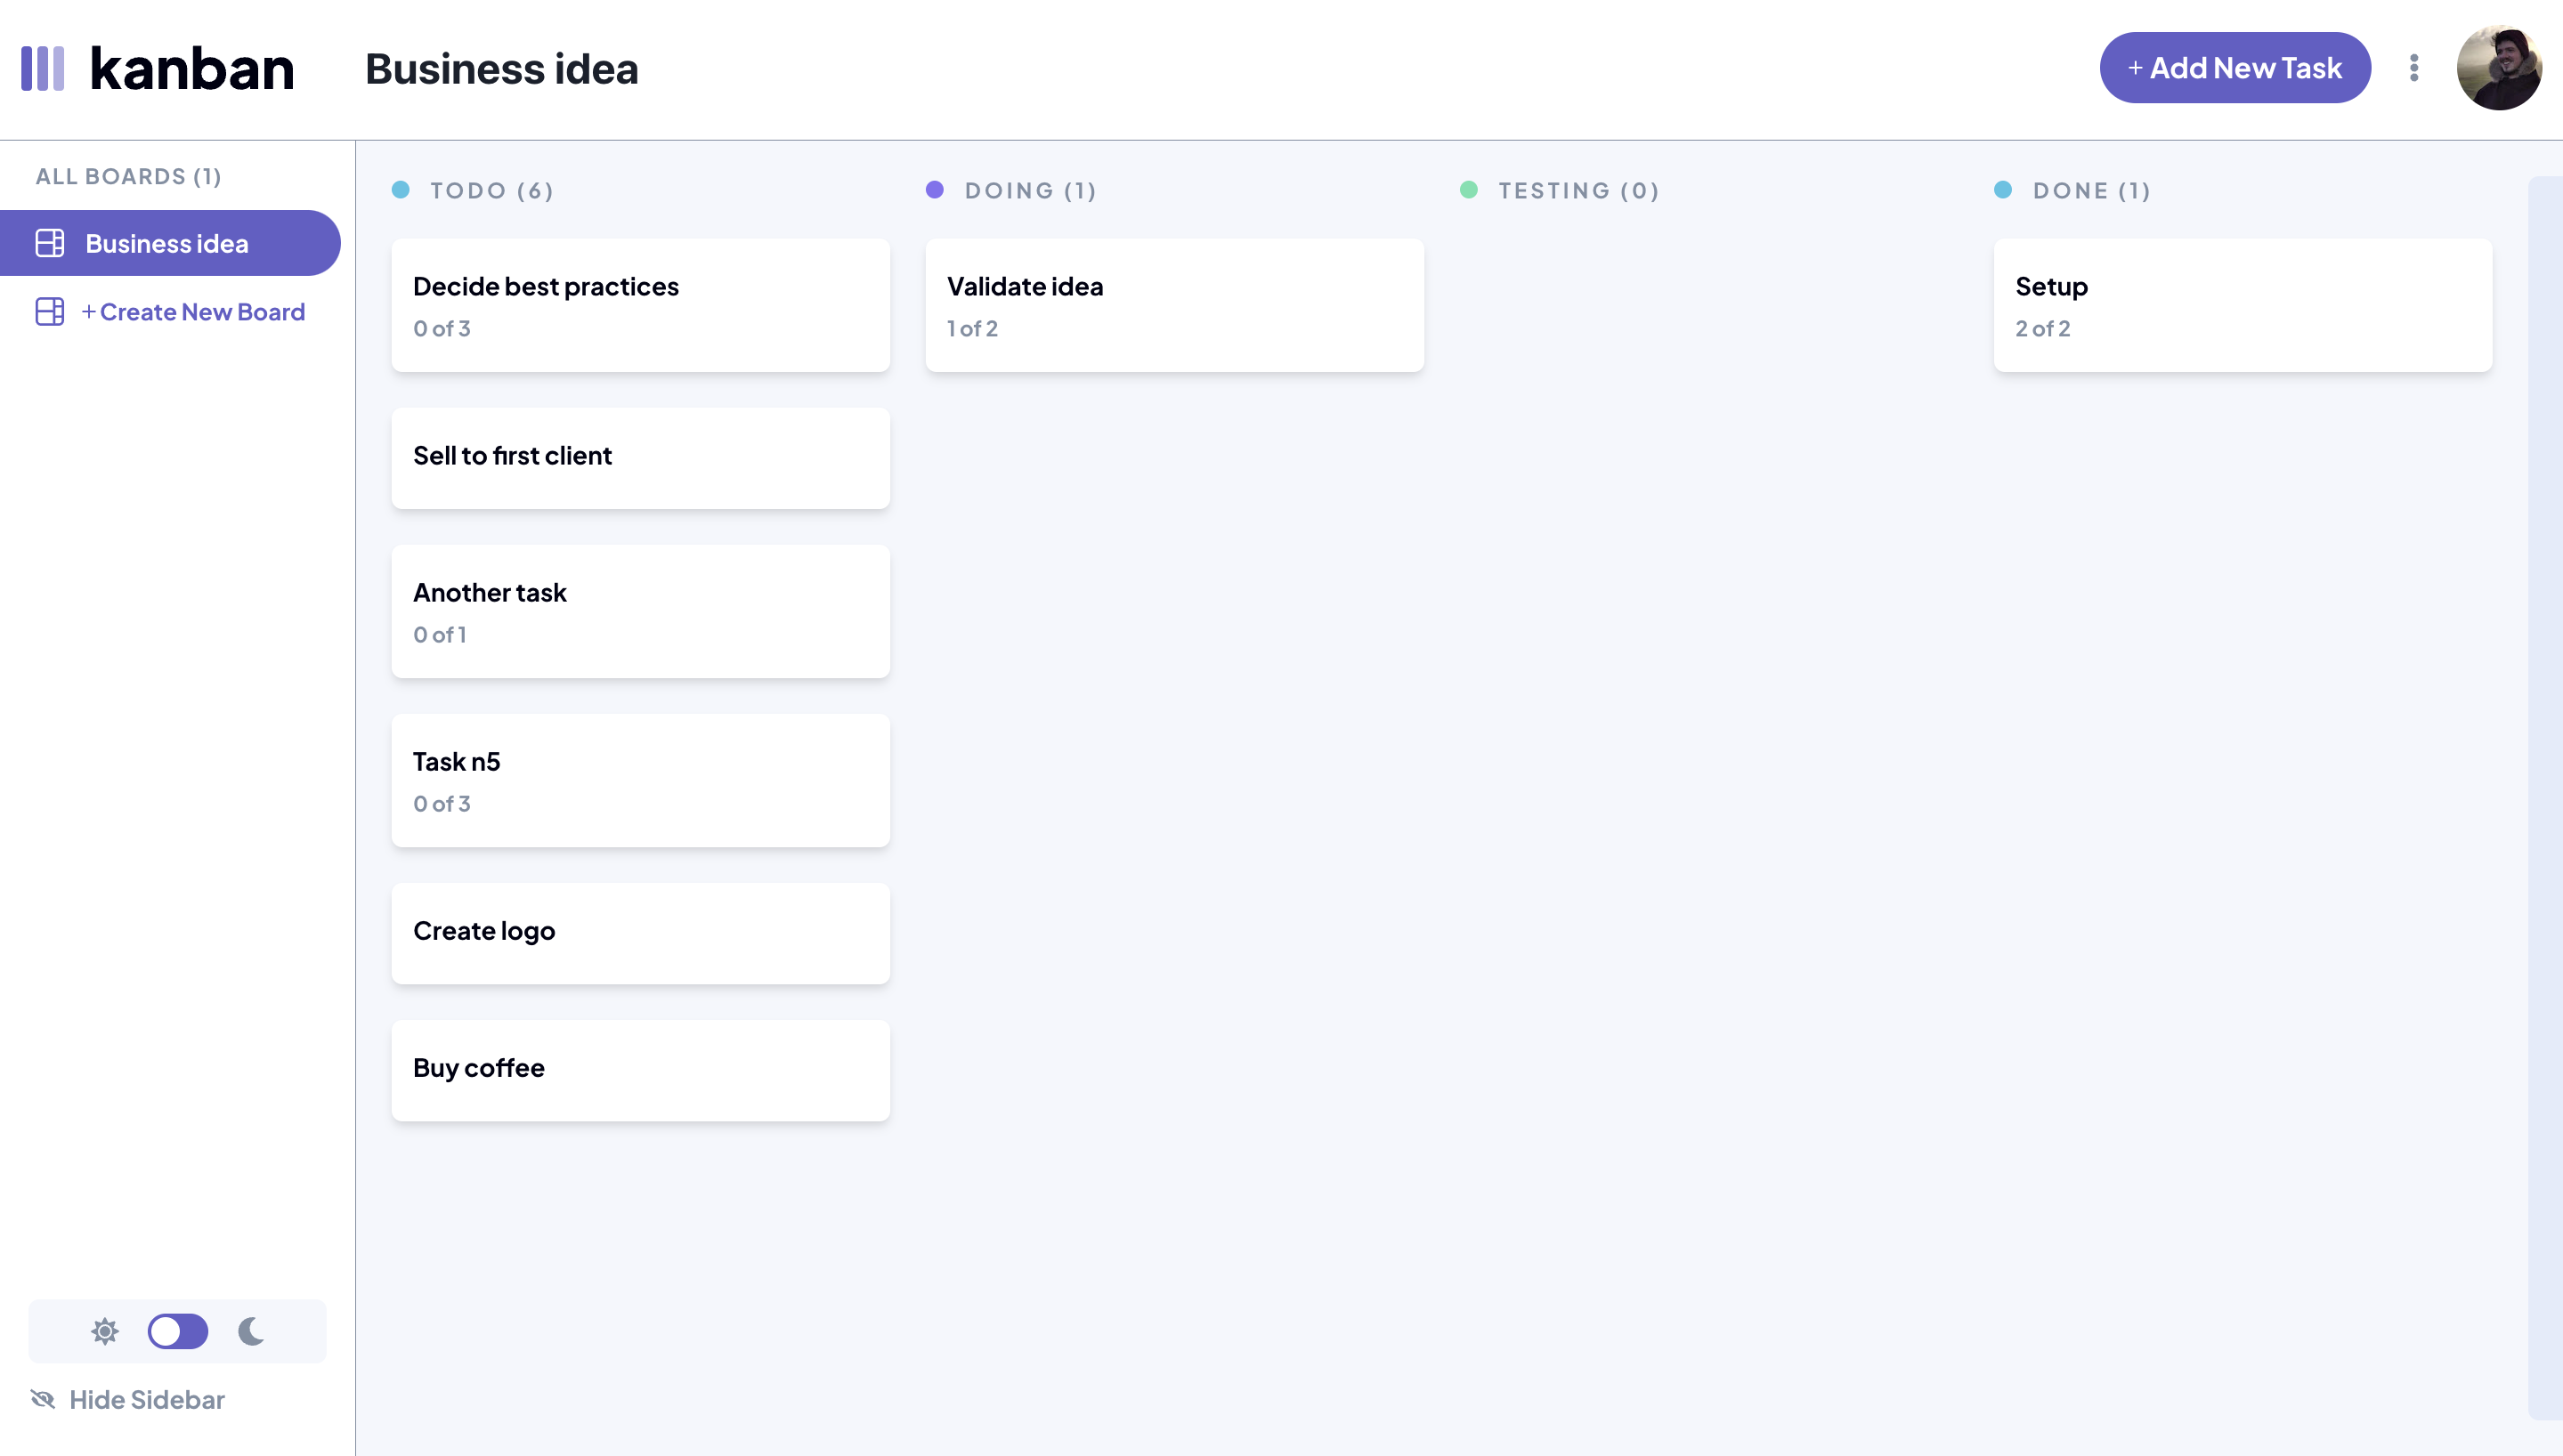 kanban
Business idea
+ Add New Task
ALL BOARDS (1)
Business idea
+ Create New Board
TODO (6)
Decide best practices
0 of 3
Sell to first client
Another task
0 of 1
Task n5
0 of 3
Create logo
Buy coffee
DOING (1)
Validate idea
1 of 2
TESTING (0)
DONE (1)
Setup
2 of 2
Hide Sidebar